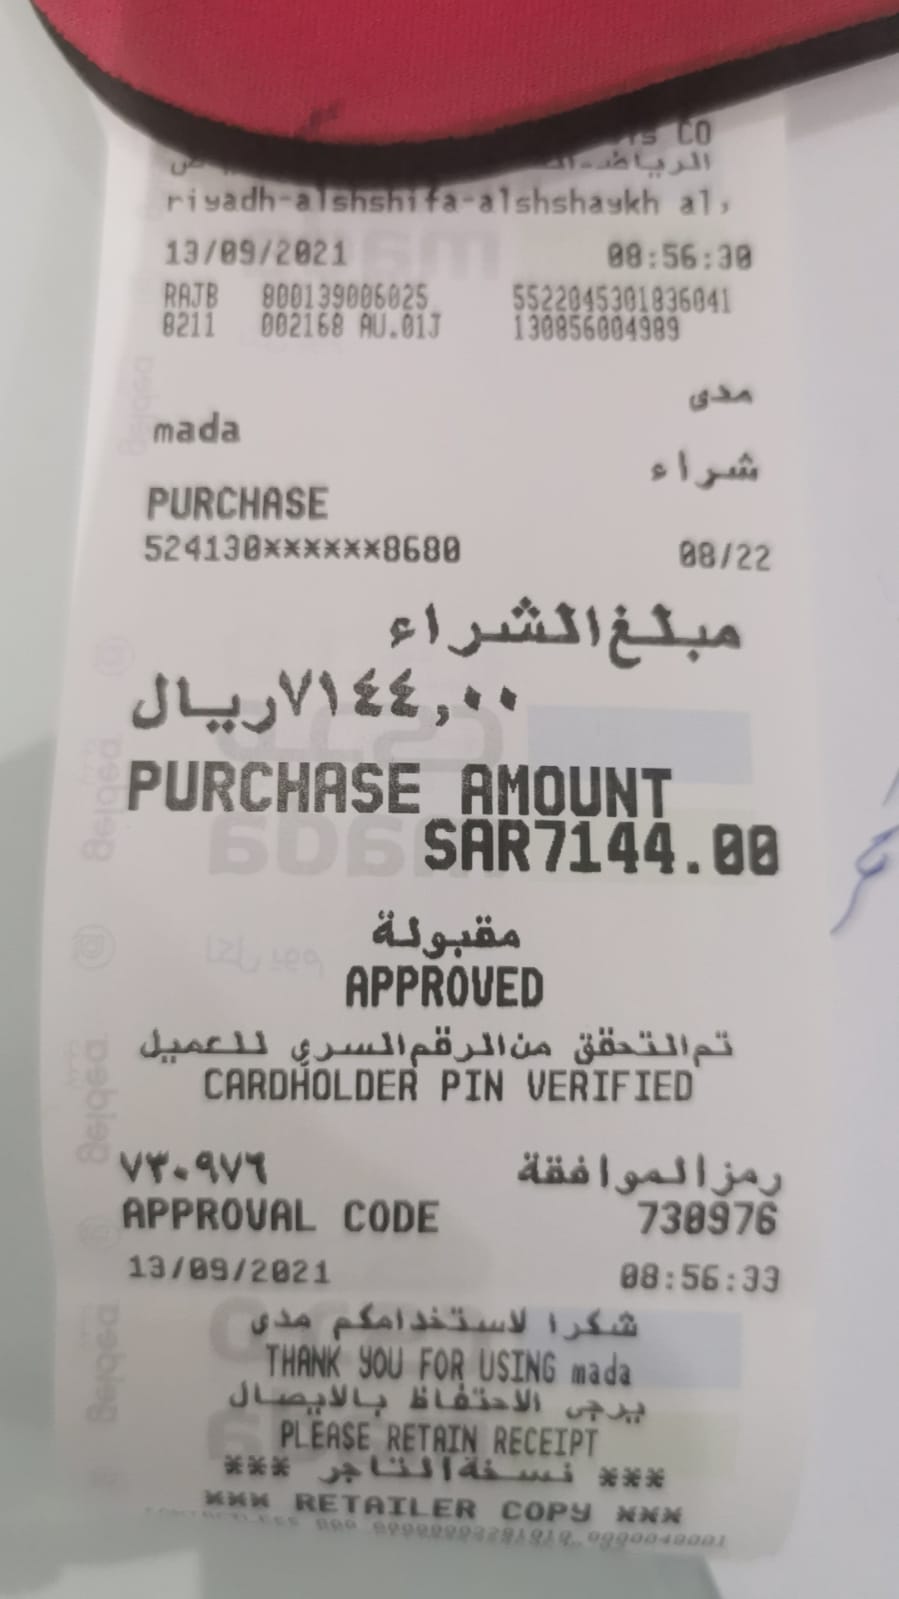 CO
الرياض
riyadh-alshshifa-alshshaykh al,
13/09/2021 08:56:30
RAJB 800139006025 5522045301836041
8211 002168 AU.01J 130856004989
مدى
mada
شراء
PURCHASE
524130******8680 08/22
مبلغ الشراء
٧١٤٤,٠٠ ريال
PURCHASE AMOUNT
SAR7144.00
مقبولة
APPROVED
تم التحقق من الرقم السري للعميل
CARDHOLDER PIN VERIFIED
رمز الموافقة ٧٣٠٩٧٦
APPROVAL CODE 730976
13/09/2021 08:56:33
شكرا لاستخدامكم مدى
THANK YOU FOR USING mada
يرجى الاحتفاظ بالايصال
PLEASE RETAIN RECEIPT
*** نسخة التاجر ***
*** RETAILER COPY ***